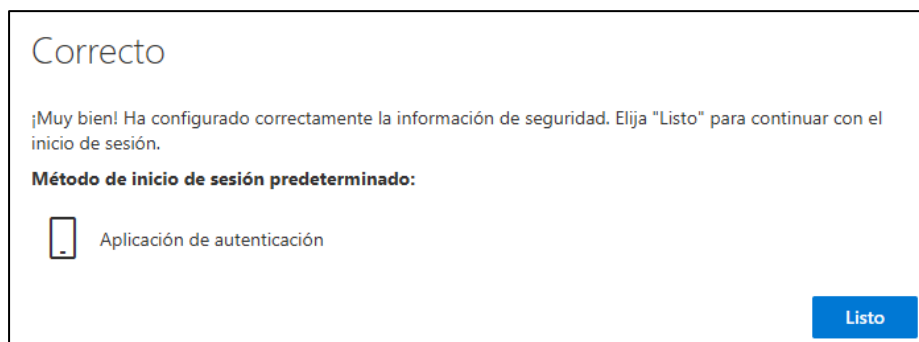 Correcto
¡Muy bien! Ha configurado correctamente la información de seguridad. Elija "Listo" para continuar con el
inicio de sesión.
Método de inicio de sesión predeterminado:
Aplicación de autenticación
Listo